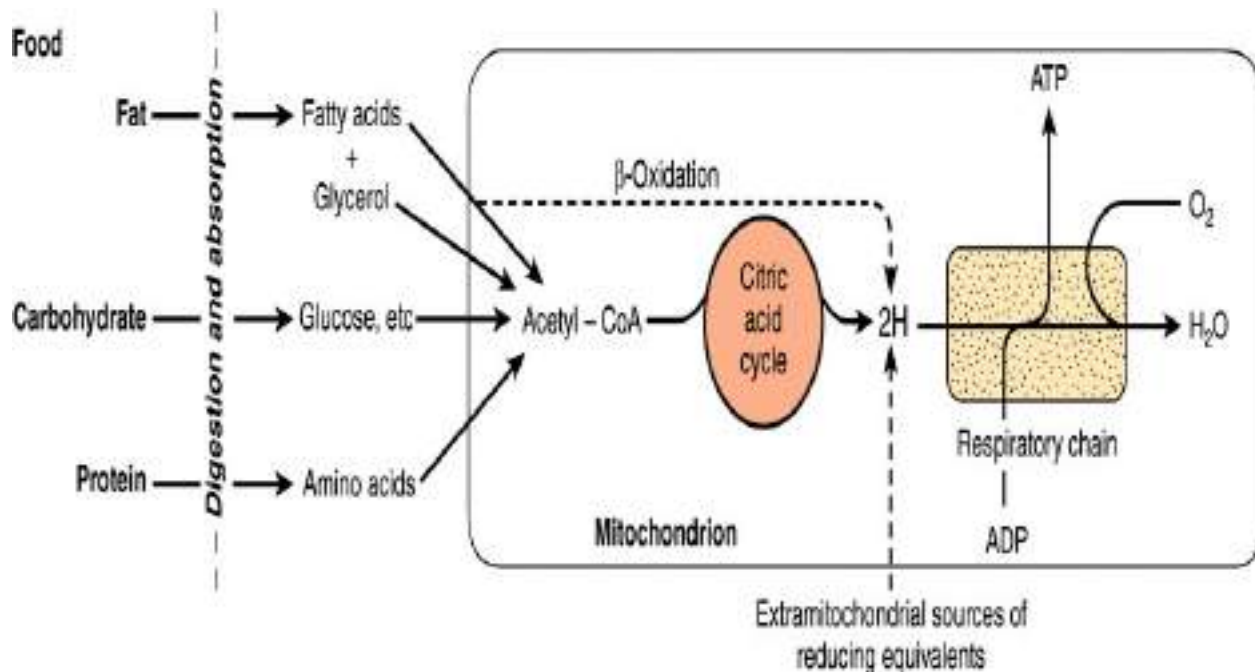 Food
Fat
Digestion and absorption
Fatty acids
+
Glycerol
Carbohydrate
Glucose, etc
Protein
Amino acids
β-Oxidation
Acetyl – CoA
Citric
acid
cycle
2H
ATP
O₂
H₂O
Respiratory chain
ADP
Mitochondrion
Extramitochondrial sources of
reducing equivalents